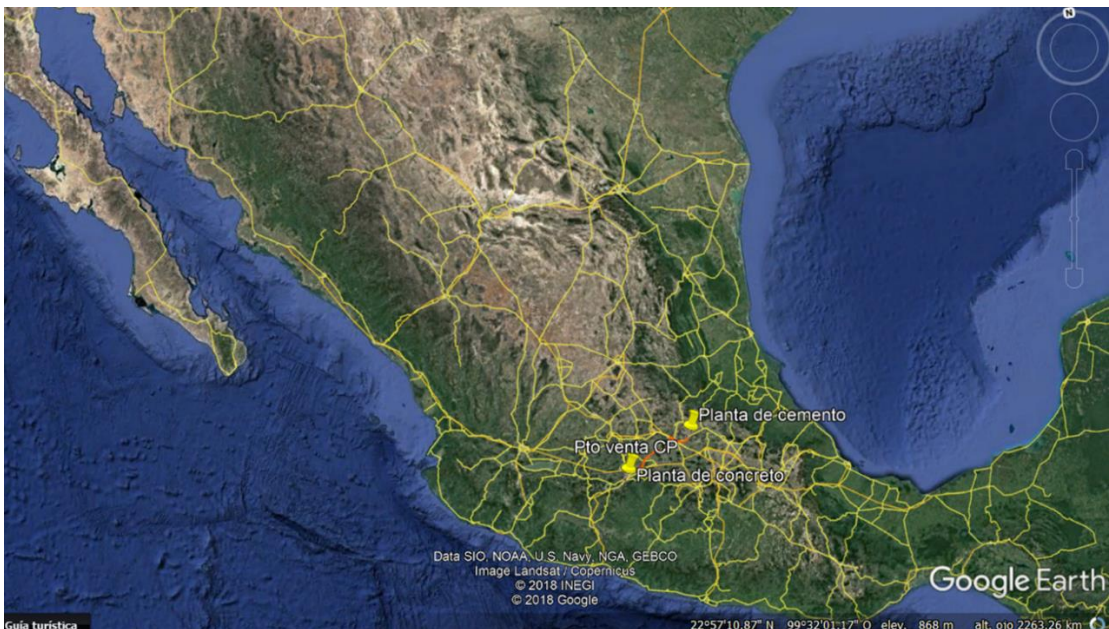 N
Planta de cemento
Pto venta CP
Planta de concreto
Data SIO, NOAA, U.S. Navy, NGA, GEBCO
Image Landsat / Copernicus
© 2018 INEGI
© 2018 Google
Google Earth
Guía turística
22°57'10.87" N 99°32'01.17" O elev. 868 m alt. ojo 2263.26 km